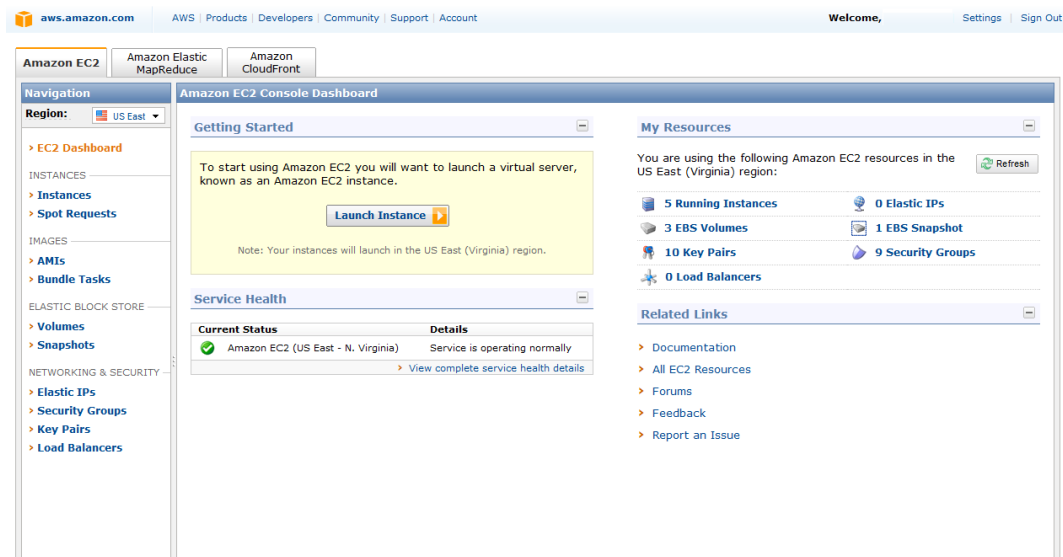 aws.amazon.com
AWS | Products | Developers | Community | Support | Account
Welcome,
Settings | Sign Out
Amazon EC2
Amazon Elastic
MapReduce
Amazon
CloudFront
Navigation
Region: US East
> EC2 Dashboard
INSTANCES
> Instances
> Spot Requests
IMAGES
> AMIs
> Bundle Tasks
ELASTIC BLOCK STORE
> Volumes
> Snapshots
NETWORKING & SECURITY
> Elastic IPs
> Security Groups
> Key Pairs
> Load Balancers
Amazon EC2 Console Dashboard
Getting Started
To start using Amazon EC2 you will want to launch a virtual server,
known as an Amazon EC2 instance.
Launch Instance
Note: Your instances will launch in the US East (Virginia) region.
Service Health
Current Status Details
Amazon EC2 (US East - N. Virginia) Service is operating normally
> View complete service health details
My Resources
You are using the following Amazon EC2 resources in the
US East (Virginia) region:
Refresh
5 Running Instances 0 Elastic IPs
3 EBS Volumes 1 EBS Snapshot
10 Key Pairs 9 Security Groups
0 Load Balancers
Related Links
> Documentation
> All EC2 Resources
> Forums
> Feedback
> Report an Issue